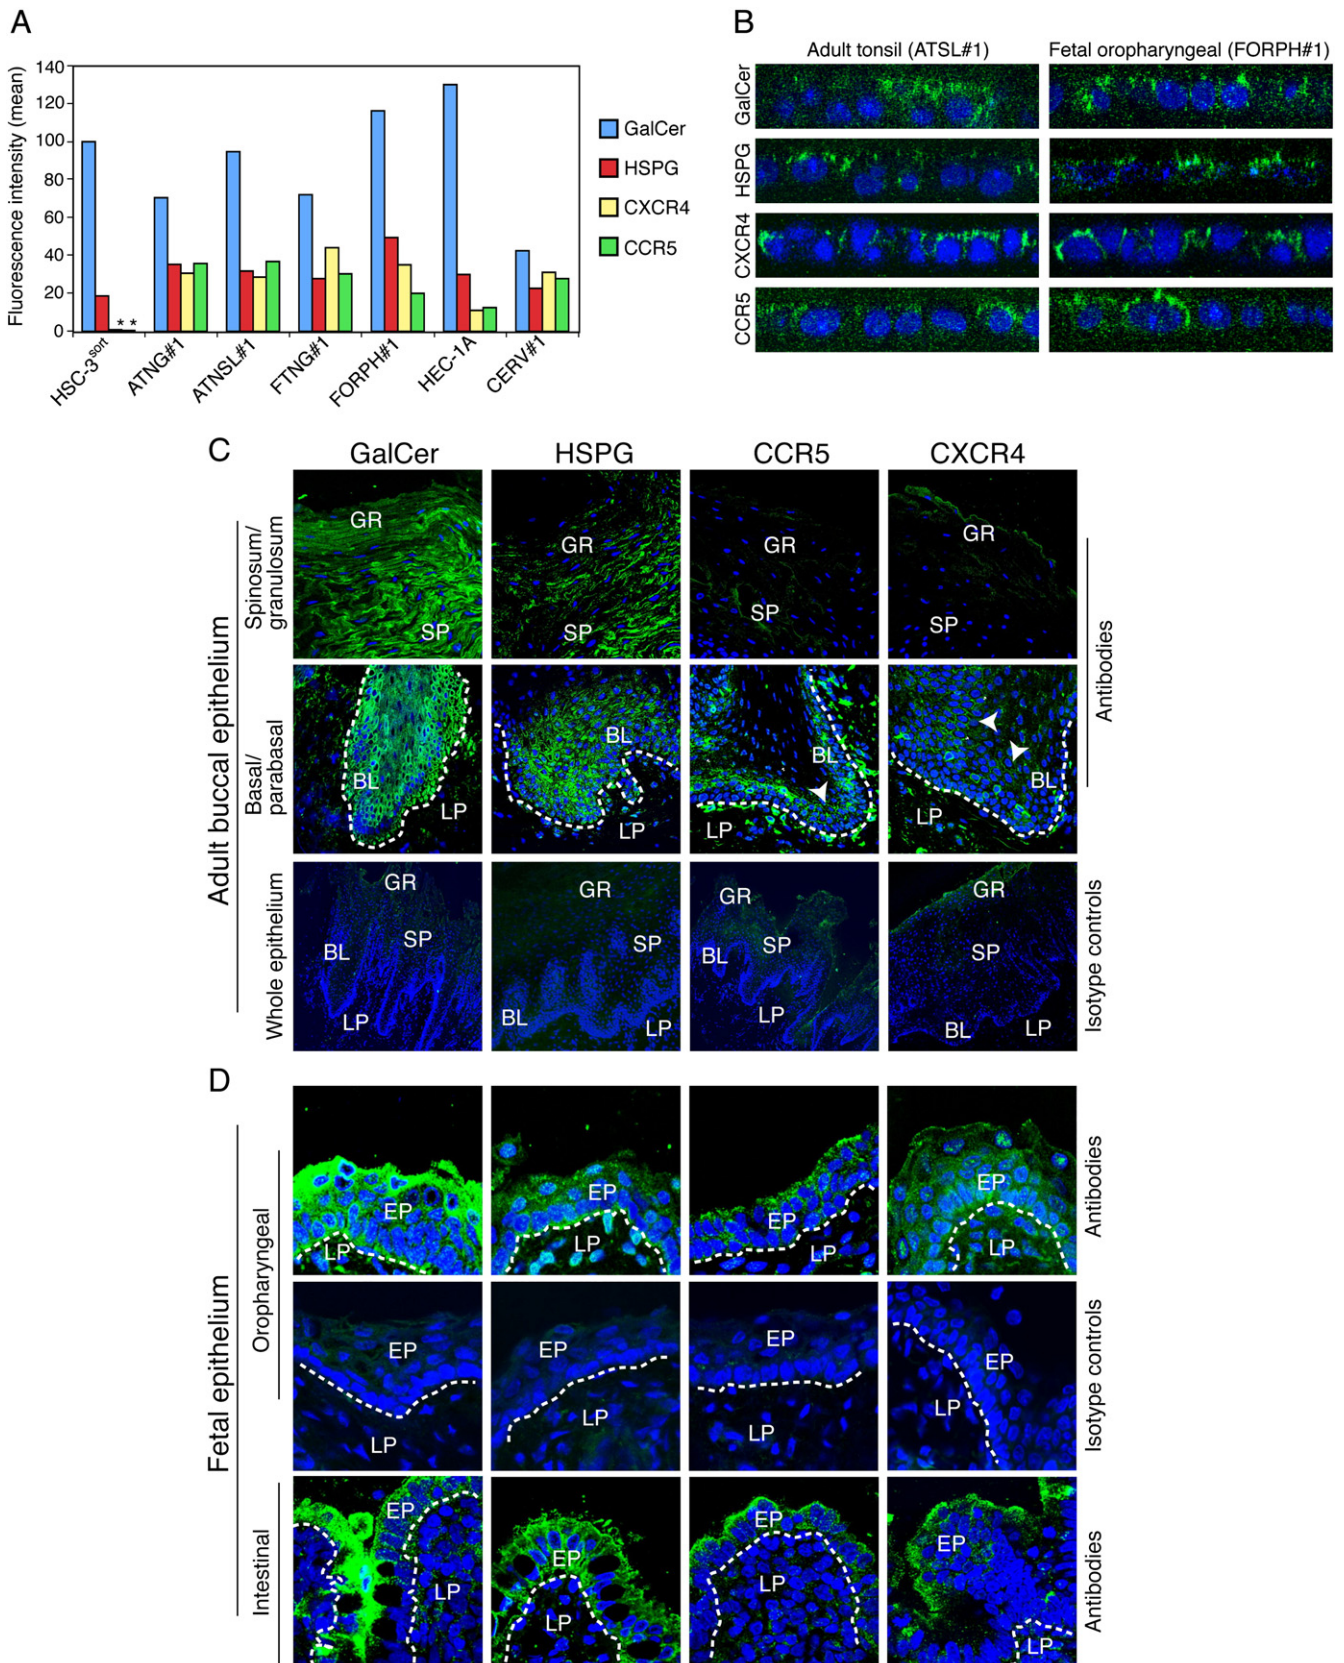 A
Fluorescence intensity (mean)
140
120
100
80
60
40
20
0
* *
HSC-3sort
ATNG#1
ATNSL#1
FTNG#1
FORPH#1
HEC-1A
CERV#1
GalCer
HSPG
CXCR4
CCR5
B
Adult tonsil (ATSL#1)
Fetal oropharyngeal (FORPH#1)
GalCer
HSPG
CXCR4
CCR5
C
GalCer
HSPG
CCR5
CXCR4
Adult buccal epithelium
Spinosum/
granulosum
GR
SP
GR
SP
GR
SP
GR
SP
Antibodies
Basal/
parabasal
BL
LP
BL
LP
BL
LP
BL
LP
Whole epithelium
GR
BL
SP
LP
GR
SP
BL
LP
GR
BL
SP
LP
GR
SP
BL
LP
Isotype controls
D
Fetal epithelium
Oropharyngeal
EP
LP
EP
LP
EP
LP
EP
LP
Antibodies
EP
LP
EP
LP
EP
LP
EP
LP
Isotype controls
Intestinal
EP
LP
EP
LP
EP
LP
EP
LP
Antibodies